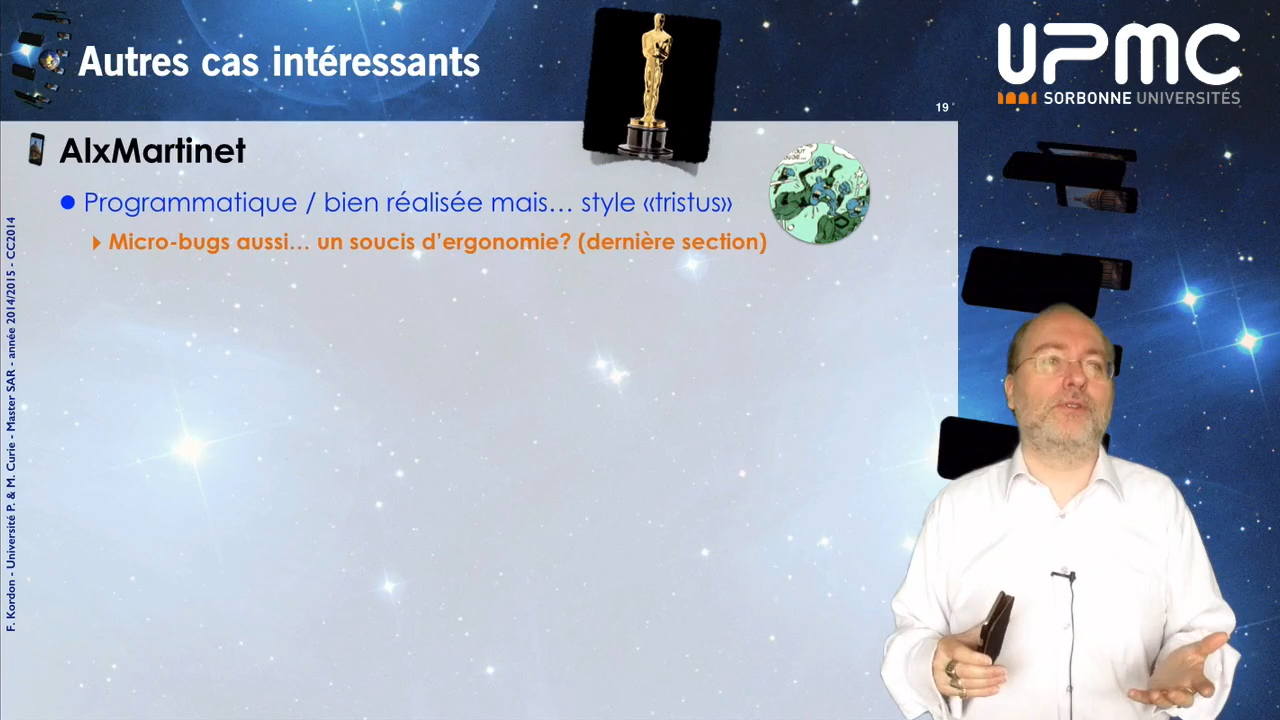 Autres cas intéressants
UPMC
SORBONNE UNIVERSITÉS
19
AlxMartinet
Programmatique / bien réalisée mais… style «tristus»
Micro-bugs aussi… un soucis d'ergonomie? (dernière section)
F. Kordon - Université P. & M. Curie - Master SAR - année 2014/2015 - CC2014